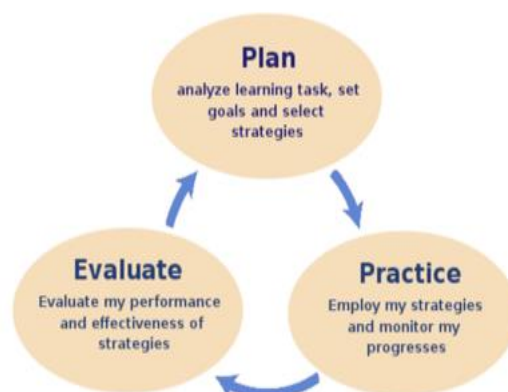 Plan
analyze learning task, set
goals and select
strategies
Evaluate
Evaluate my performance
and effectiveness of
strategies
Practice
Employ my strategies
and monitor my
progresses